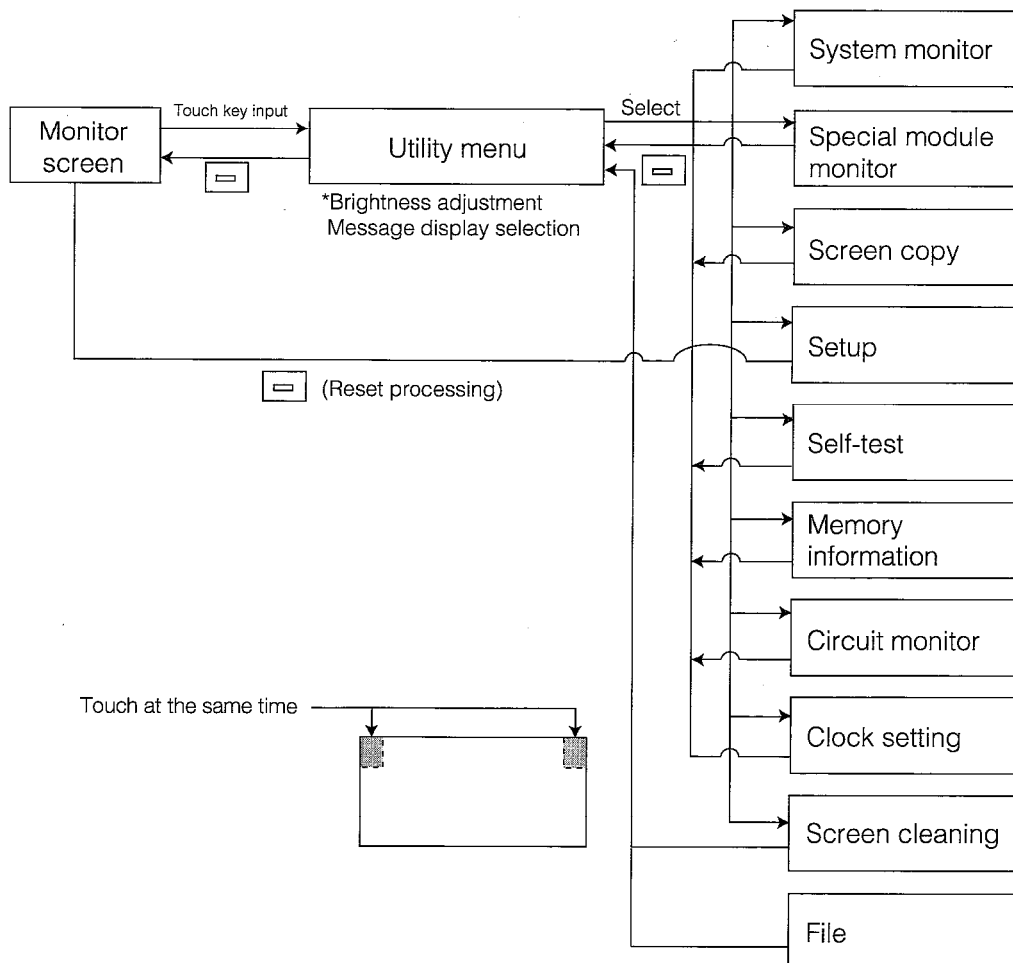 System monitor
Touch key input
Select
Monitor
screen
Utility menu
Special module
monitor
*Brightness adjustment
Message display selection
Screen copy
Setup
(Reset processing)
Self-test
Memory
information
Circuit monitor
Touch at the same time
Clock setting
Screen cleaning
File